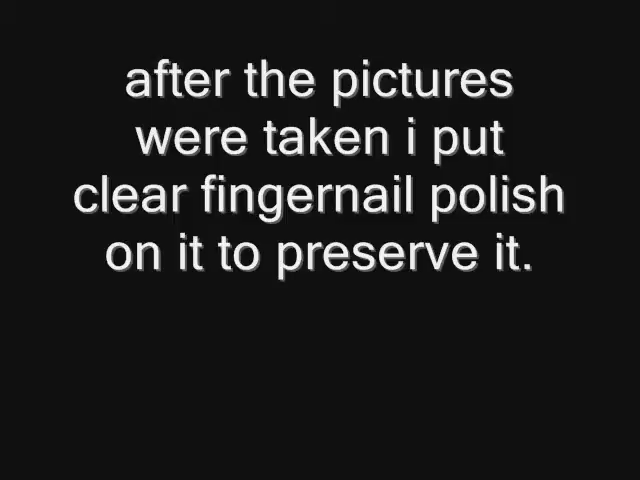 after the pictures
were taken i put
clear fingernail polish
on it to preserve it.